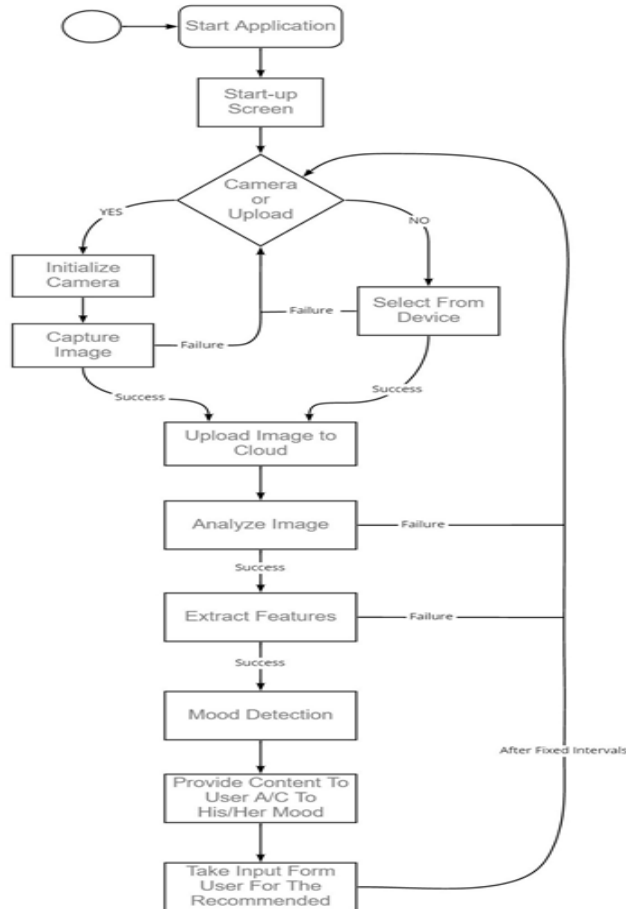 Start Application
Start-up
Screen
Camera
or
Upload
YES
NO
Initialize
Camera
Select From
Device
Failure
Capture
Image
Failure
Success
Success
Upload Image to
Cloud
Analyze Image
Failure
Success
Extract Features
Failure
Success
Mood Detection
After Fixed Intervals
Provide Content To
User A/C To
His/Her Mood
Take Input Form
User For The
Recommended